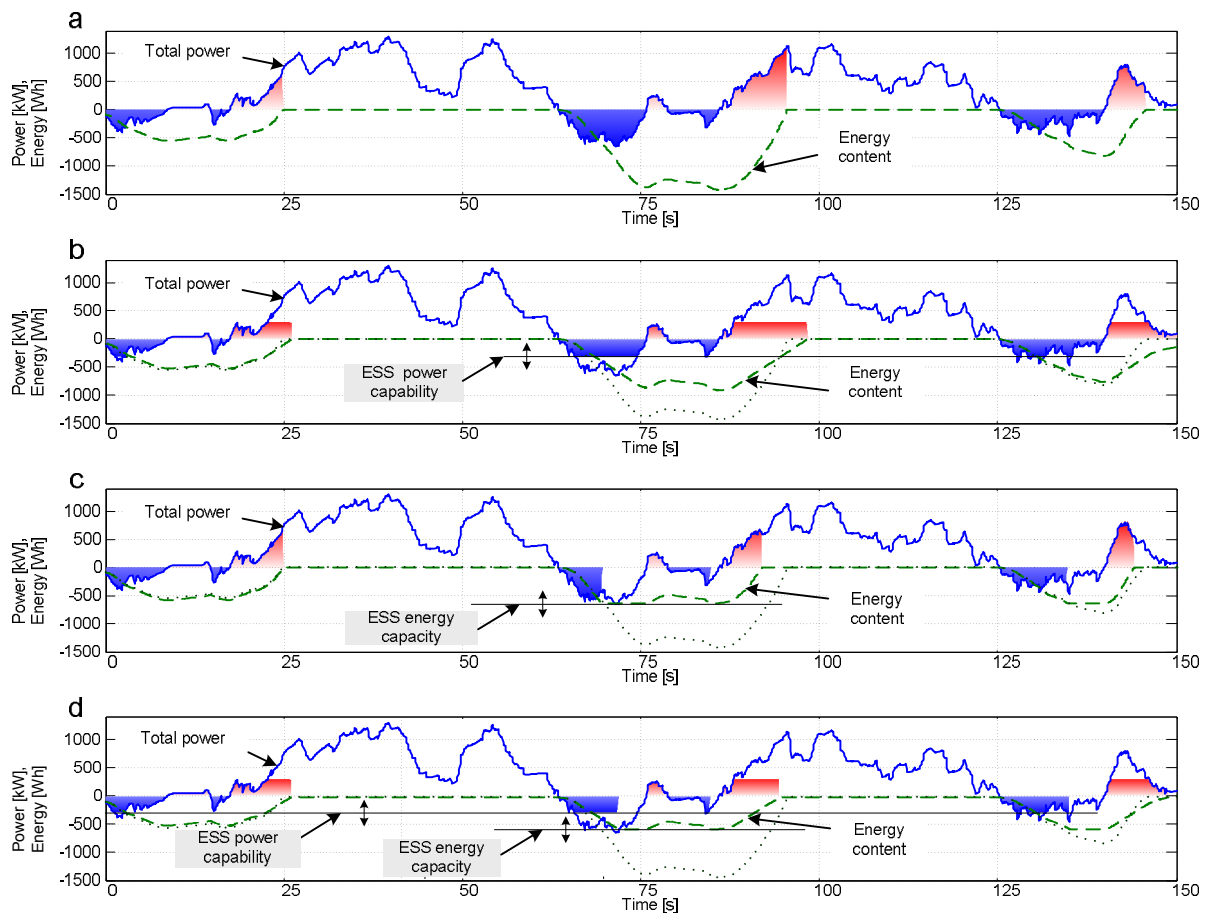 a
Total power
1000
500
0
-500
-1000
-1500
Power [kW],
Energy [Wh]
Energy
content
0 25 50 75 100 125 150
Time [s]
b
Total power
1000
500
0
-500
-1000
-1500
Power [kW],
Energy [Wh]
ESS power
capability
Energy
content
0 25 50 75 100 125 150
Time [s]
c
Total power
1000
500
0
-500
-1000
-1500
Power [kW],
Energy [Wh]
ESS energy
capacity
Energy
content
0 25 50 75 100 125 150
Time [s]
d
Total power
1000
500
0
-500
-1000
-1500
Power [kW],
Energy [Wh]
ESS power
capability
ESS energy
capacity
Energy
content
0 25 50 75 100 125 150
Time [s]